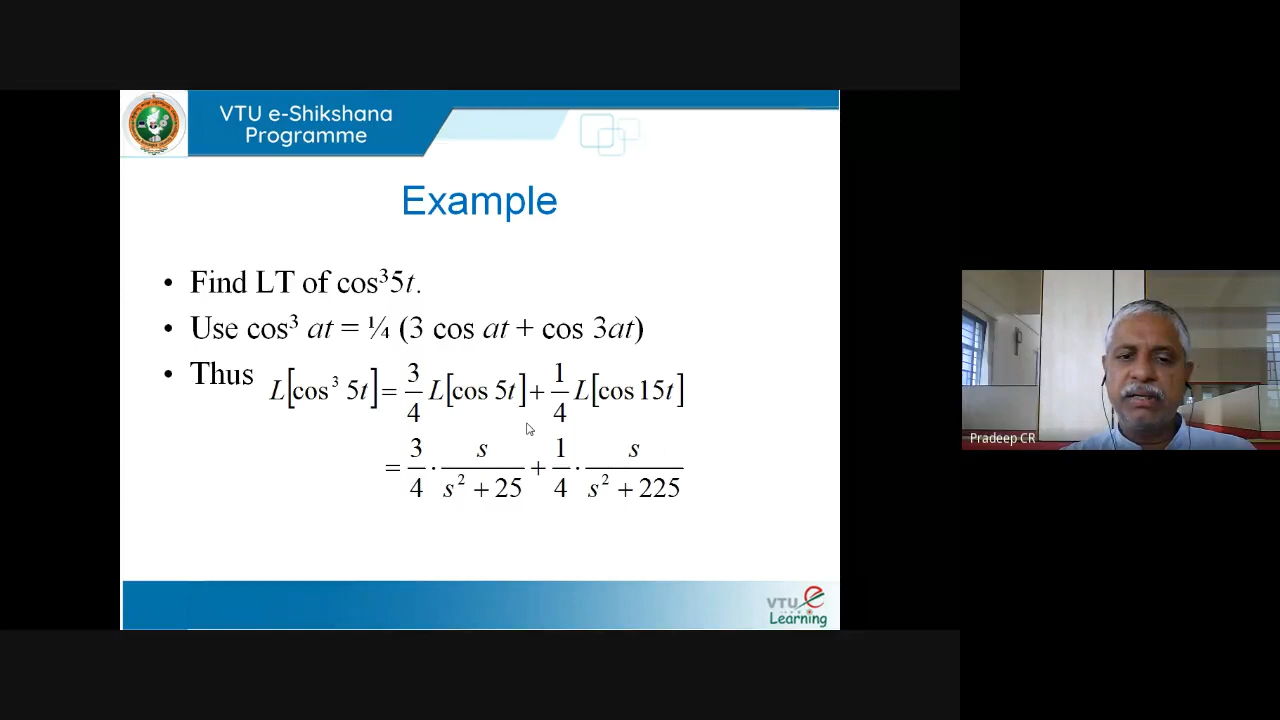 VTU e-Shikshana
Programme
Example
• Find LT of cos³5t.
• Use cos³ at = ¼ (3 cos at + cos 3at)
• Thus L[cos³ 5t] = 3/4 L[cos 5t] + 1/4 L[cos 15t]
= 3/4 · s/(s² + 25) + 1/4 · s/(s² + 225)
Pradeep CR
VTU e
Learning